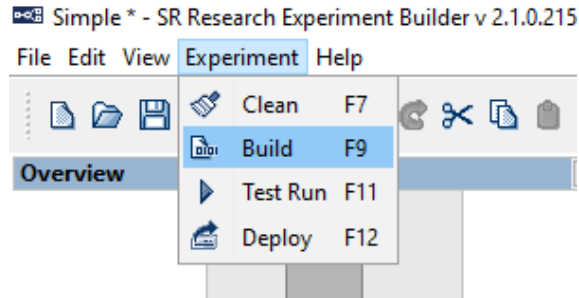 Simple * - SR Research Experiment Builder v 2.1.0.215
File Edit View Experiment Help
Clean F7
Build F9
Overview
Test Run F11
Deploy F12